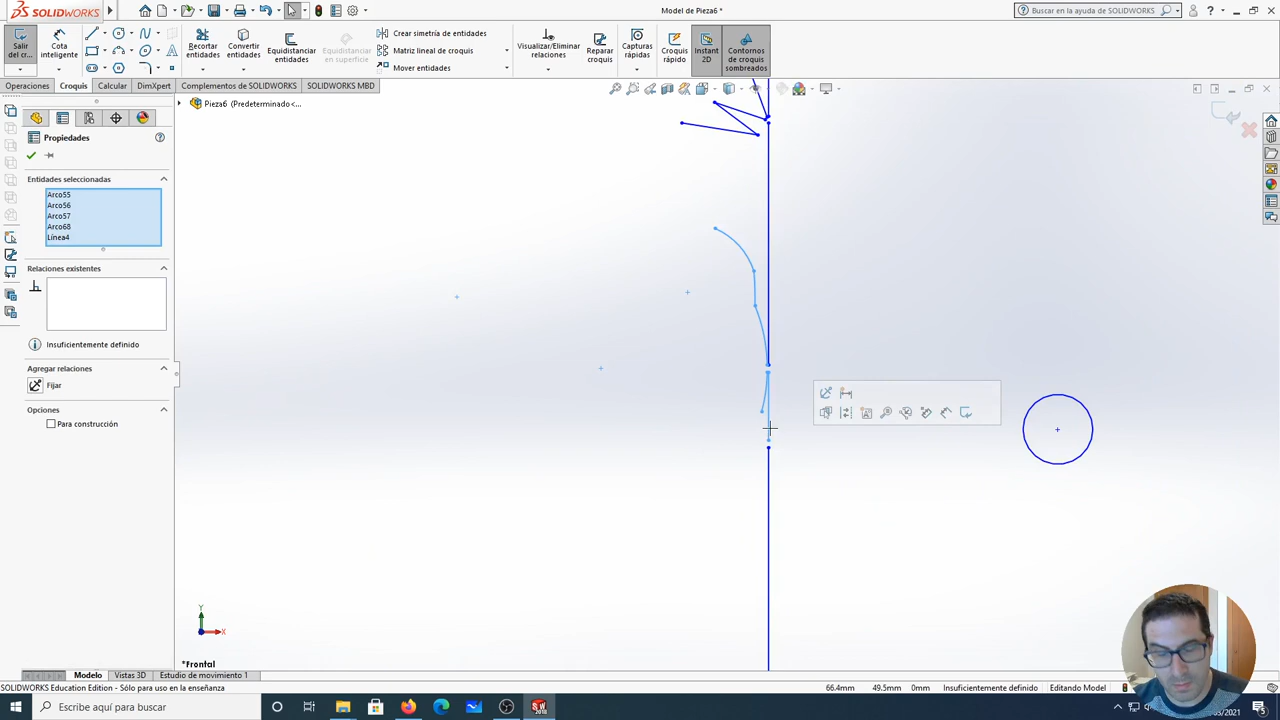 SOLIDWORKS
Model de Pieza6 *
Buscar en la ayuda de SOLIDWORKS
Salir del cr...
Cota inteligente
Recortar entidades
Convertir entidades
Equidistanciar entidades
Equidistanciar en superficie
Crear simetría de entidades
Matriz lineal de croquis
Mover entidades
Visualizar/Eliminar relaciones
Reparar croquis
Capturas rápidas
Croquis rápido
Instant 2D
Contornos de croquis sombreados
Operaciones
Croquis
Calcular
DimXpert
Complementos de SOLIDWORKS
SOLIDWORKS MBD
Pieza6 (Predeterminado<...
Propiedades
Entidades seleccionadas
Arco55
Arco56
Arco57
Arco68
Línea4
Relaciones existentes
Insuficientemente definido
Agregar relaciones
Fijar
Opciones
Para construcción
Y
X
*Frontal
Modelo
Vistas 3D
Estudio de movimiento 1
SOLIDWORKS Education Edition - Sólo para uso en la enseñanza
66.4mm
49.5mm
0mm
Insuficientemente definido
Editando Model
Escribe aquí para buscar